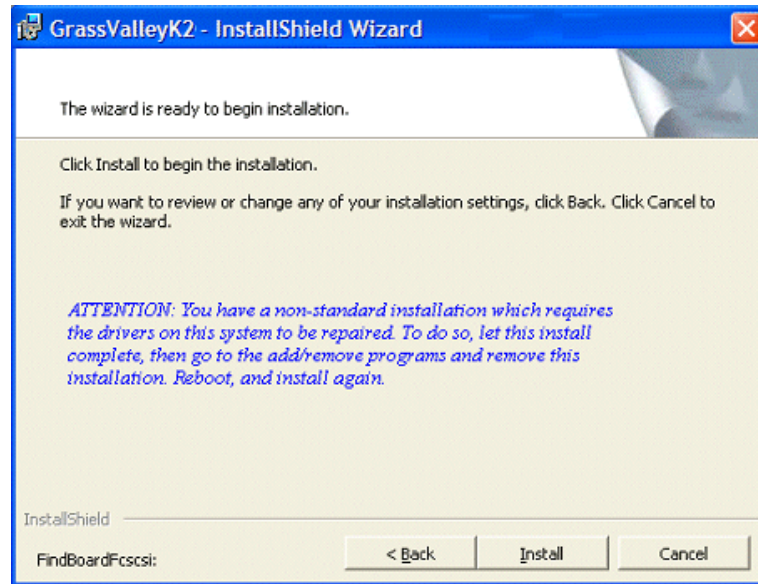 GrassValleyK2 - InstallShield Wizard
The wizard is ready to begin installation.
Click Install to begin the installation.
If you want to review or change any of your installation settings, click Back. Click Cancel to
exit the wizard.
ATTENTION: You have a non-standard installation which requires
the drivers on this system to be repaired. To do so, let this install
complete, then go to the add/remove programs and remove this
installation. Reboot, and install again.
InstallShield
FindBoardFcscsi:
< Back
Install
Cancel